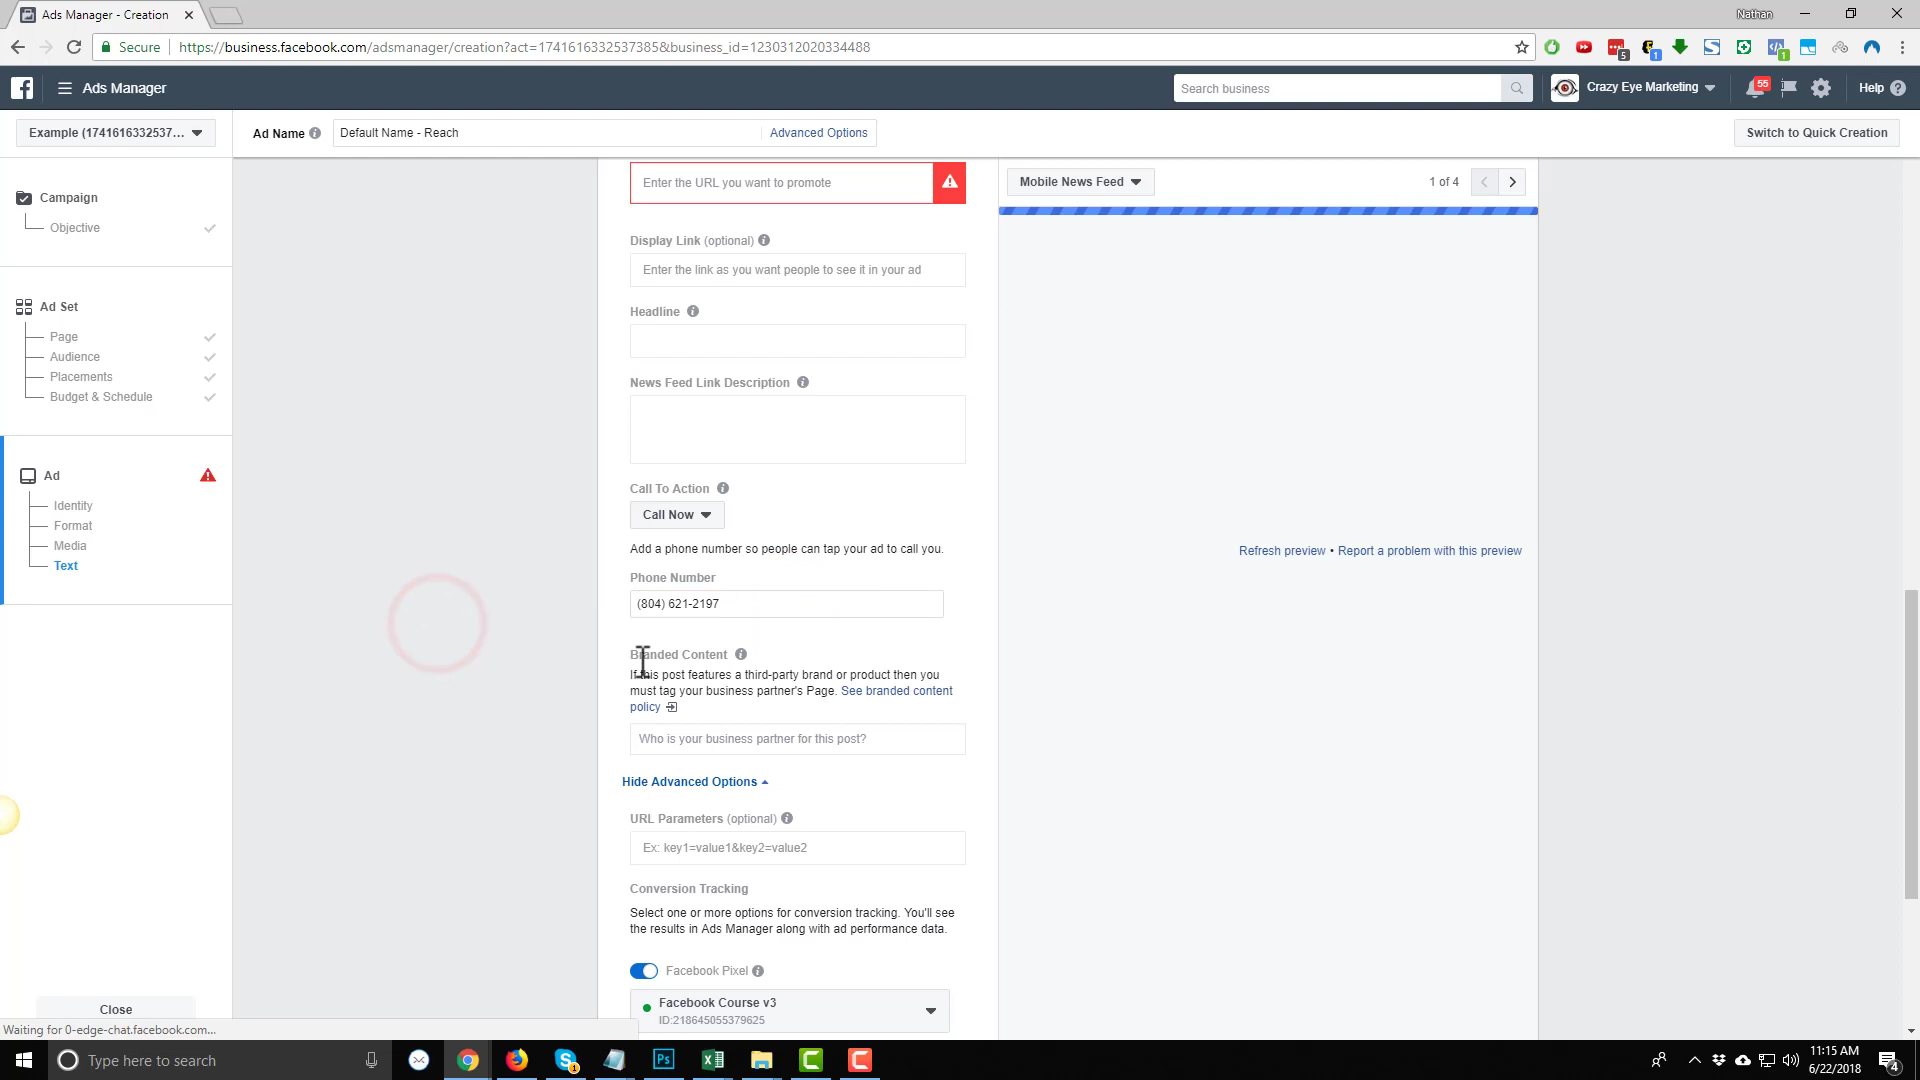 Ads Manager - Creation
Nathan
Secure
https://business.facebook.com/adsmanager/creation?act=1741616332537385&business_id=1230312020334488
5
1
1
Ads Manager
Search business
Crazy Eye Marketing
55
Help
Example (1741616332537...
Ad Name
Default Name - Reach
Advanced Options
Switch to Quick Creation
Campaign
Objective
Ad Set
Page
Audience
Placements
Budget & Schedule
Ad
Identity
Format
Media
Text
Close
Enter the URL you want to promote
Display Link (optional)
Enter the link as you want people to see it in your ad
Headline
News Feed Link Description
Call To Action
Call Now
Add a phone number so people can tap your ad to call you.
Phone Number
(804) 621-2197
Branded Content
If this post features a third-party brand or product then you
must tag your business partner's Page. See branded content
policy
Who is your business partner for this post?
Hide Advanced Options
URL Parameters (optional)
Ex: key1=value1&key2=value2
Conversion Tracking
Select one or more options for conversion tracking. You'll see
the results in Ads Manager along with ad performance data.
Facebook Pixel
Facebook Course v3
ID:218645055379625
Mobile News Feed
1 of 4
Refresh preview • Report a problem with this preview
Waiting for 0-edge-chat.facebook.com...
Type here to search
1
Ps
11:15 AM
6/22/2018
4